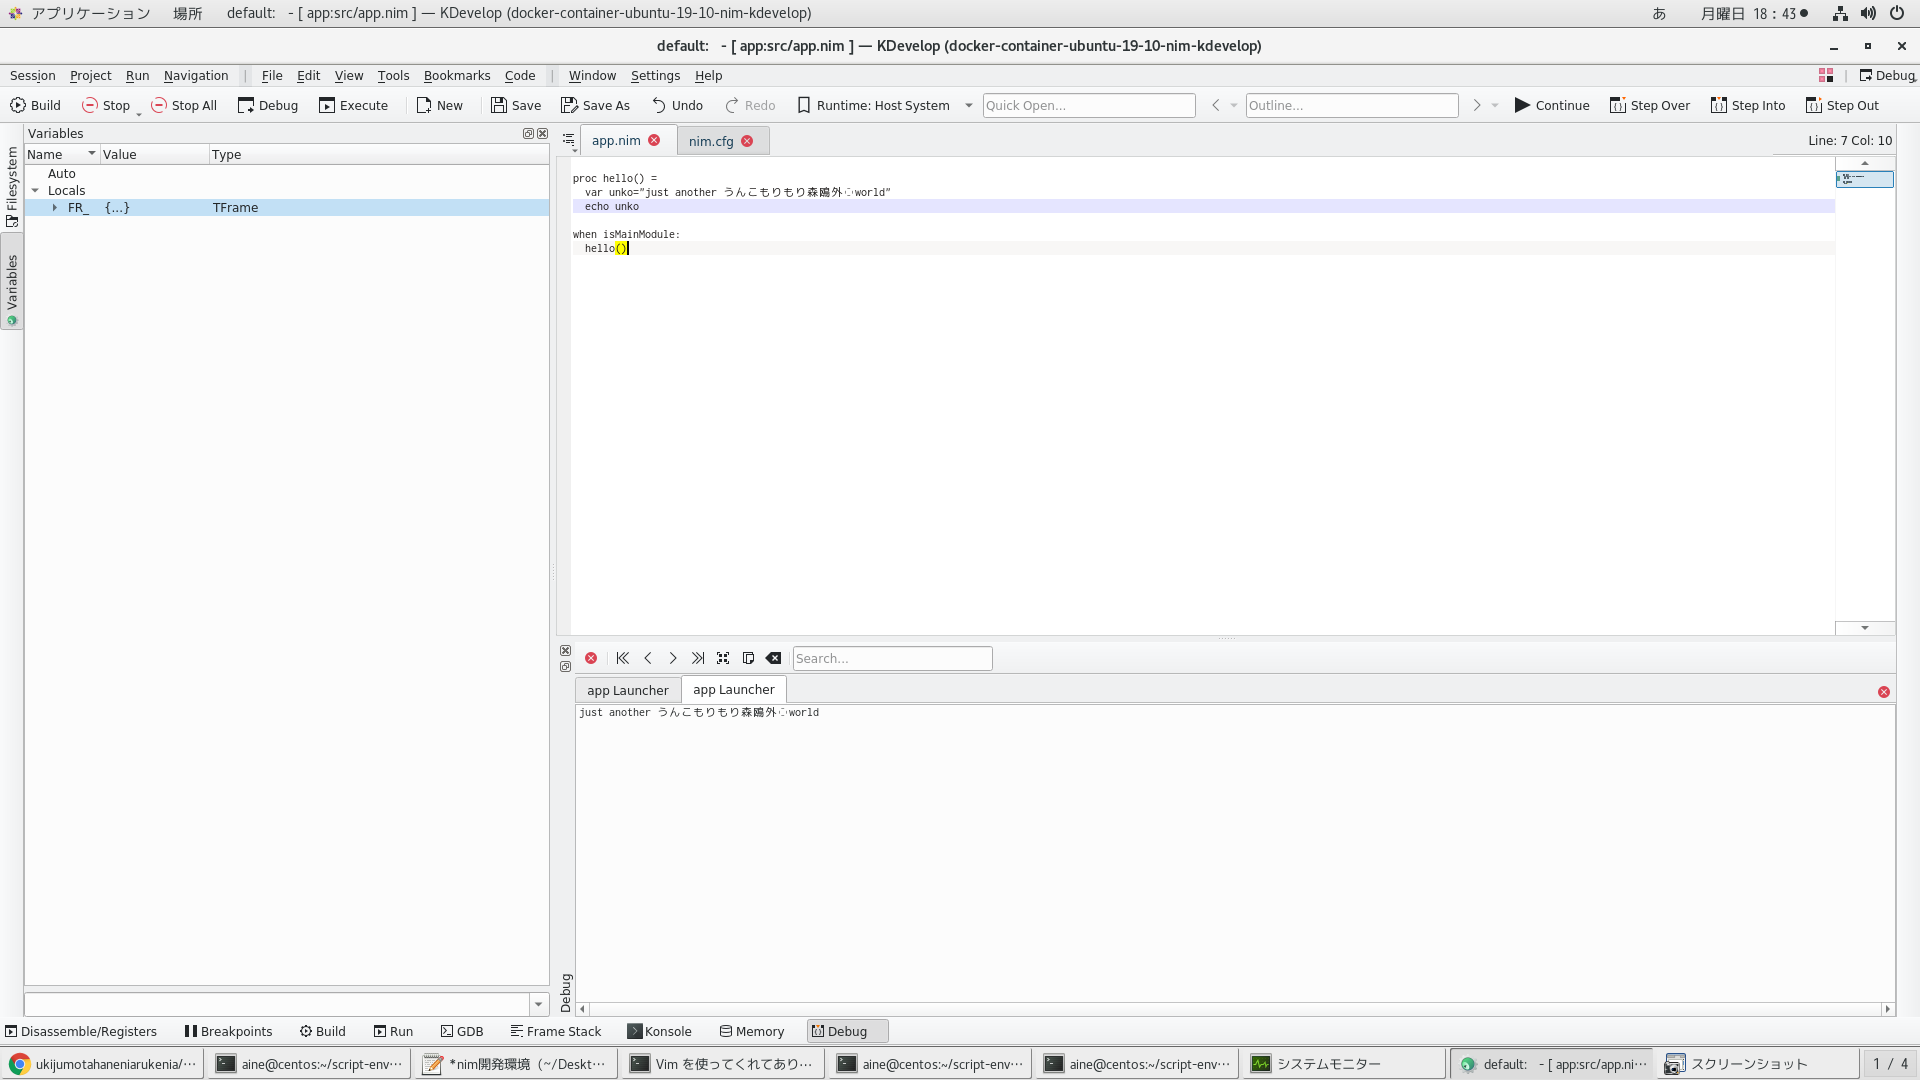 アプリケーション 場所 default: - [ app:src/app.nim ] — KDevelop (docker-container-ubuntu-19-10-nim-kdevelop) あ 月曜日 18 : 43●
default: - [ app:src/app.nim ] — KDevelop (docker-container-ubuntu-19-10-nim-kdevelop)
Session Project Run Navigation | File Edit View Tools Bookmarks Code | Window Settings Help Debug
Build Stop Stop All Debug Execute New Save Save As Undo Redo Runtime: Host System Quick Open... Outline... Continue Step Over Step Into Step Out
Filesystem
Variables
Variables
Name Value Type
Auto
Locals
FR_ {...} TFrame
app.nim nim.cfg Line: 7 Col: 10
proc hello() =
var unko="just another うんこもりもり森鴎外◌world"
echo unko
when isMainModule:
hello()
Search...
app Launcher app Launcher
just another うんこもりもり森鴎外◌world
Debug
Disassemble/Registers Breakpoints Build Run GDB Frame Stack Konsole Memory Debug
ukijumotahaneniarukenia/··· aine@centos:~/script-env··· *nim開発環境（~/Deskt··· Vim を使ってくれてあり··· aine@centos:~/script-env··· aine@centos:~/script-env··· システムモニター default: - [ app:src/app.ni··· スクリーンショット 1 / 4